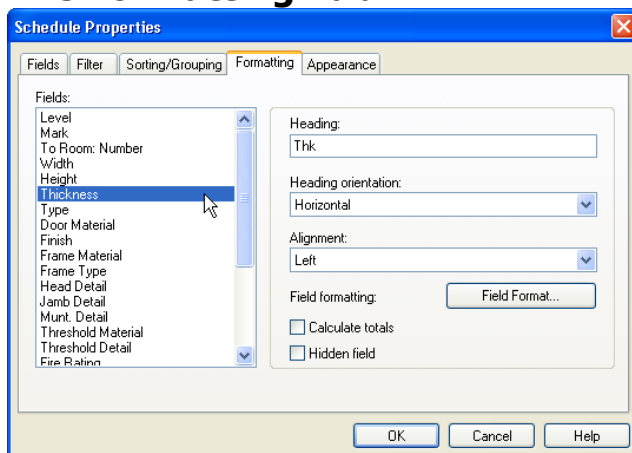 Schedule Properties
Fields Filter Sorting/Grouping Formatting Appearance
Fields:
Level
Mark
To Room: Number
Width
Height
Thickness
Type
Door Material
Finish
Frame Material
Frame Type
Head Detail
Jamb Detail
Munt. Detail
Threshold Material
Threshold Detail
Fire Rating
Heading:
Thk
Heading orientation:
Horizontal
Alignment:
Left
Field formatting: Field Format...
Calculate totals
Hidden field
OK Cancel Help